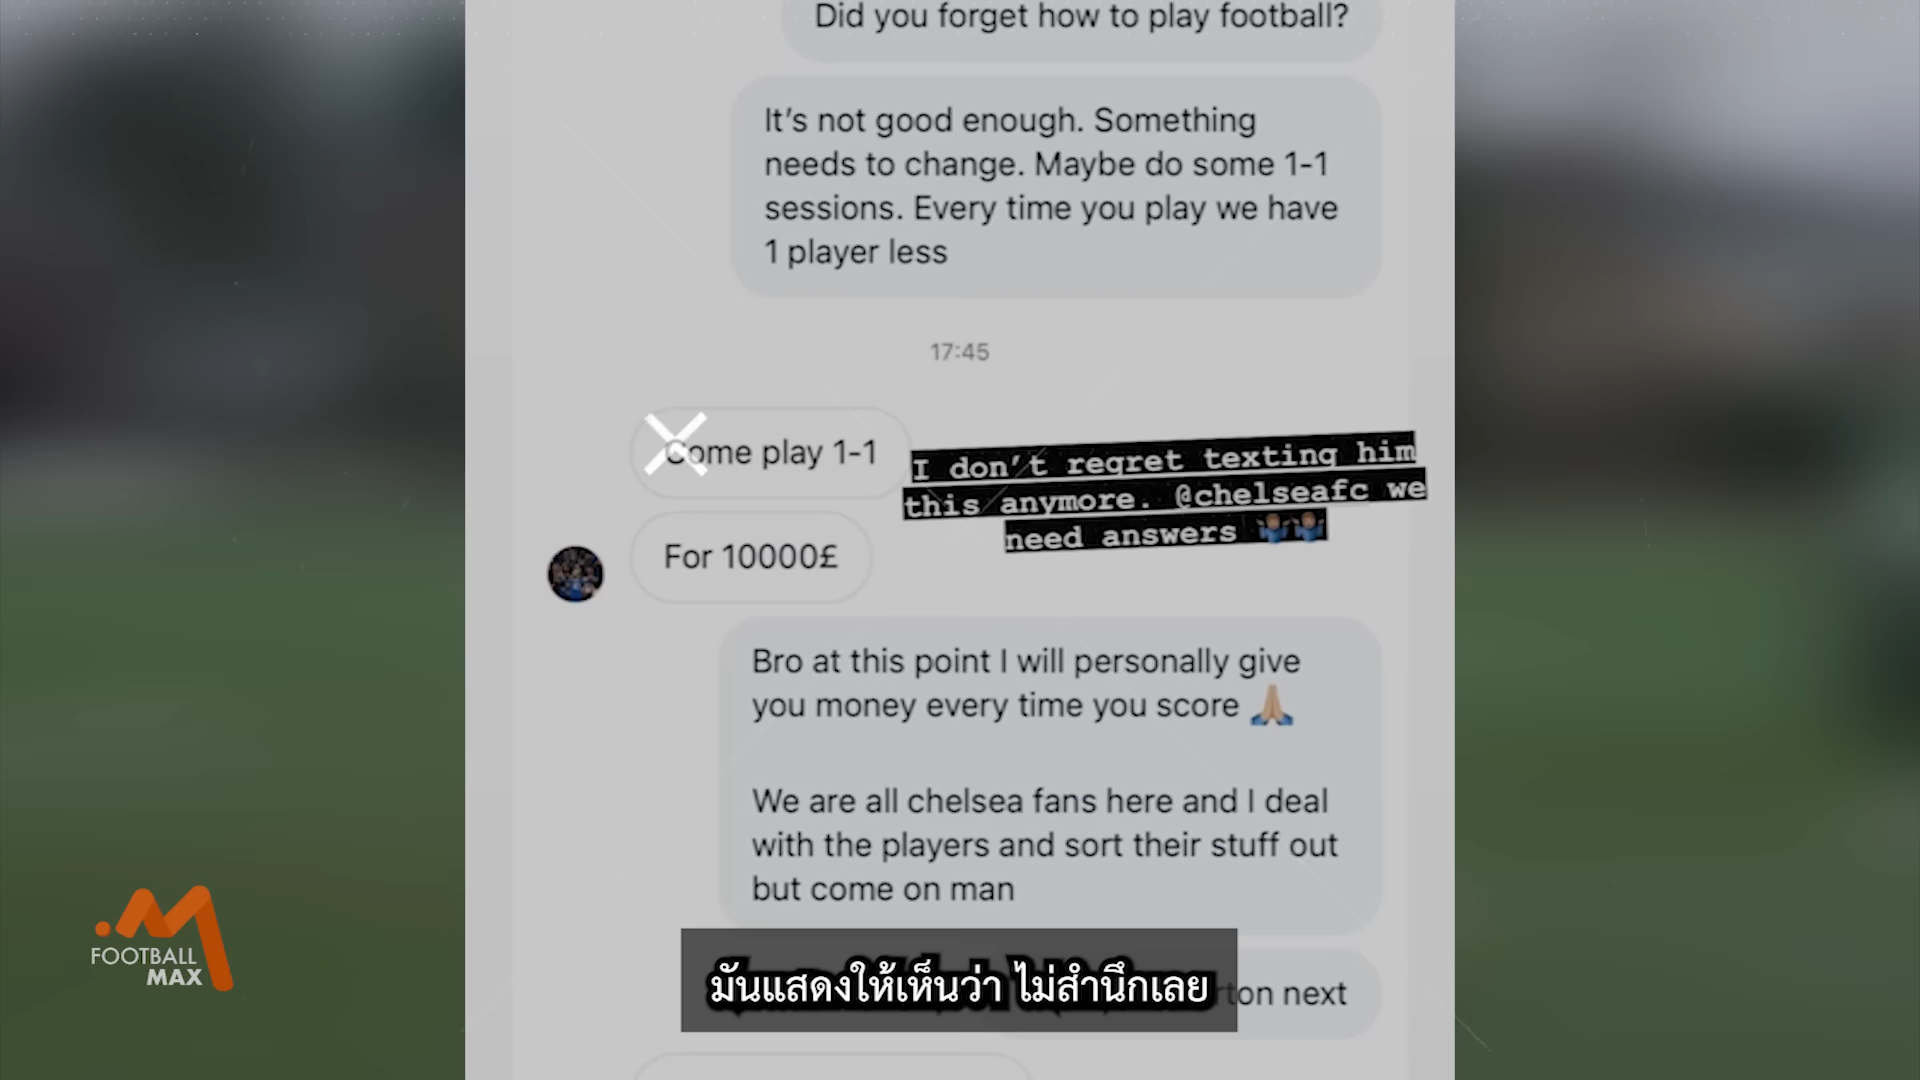 Did you forget how to play football?
It's not good enough. Something
needs to change. Maybe do some 1-1
sessions. Every time you play we have
1 player less
17:45
Come play 1-1
I don't regret texting him
this anymore. @chelseafc we
need answers 🤷🏽‍♂️🤷🏽‍♂️
For 10000£
Bro at this point I will personally give
you money every time you score 🙏🏼
We are all chelsea fans here and I deal
with the players and sort their stuff out
but come on man
next
มันแสดงให้เห็นว่า ไม่สำนึกเลย
FOOTBALL
MAX